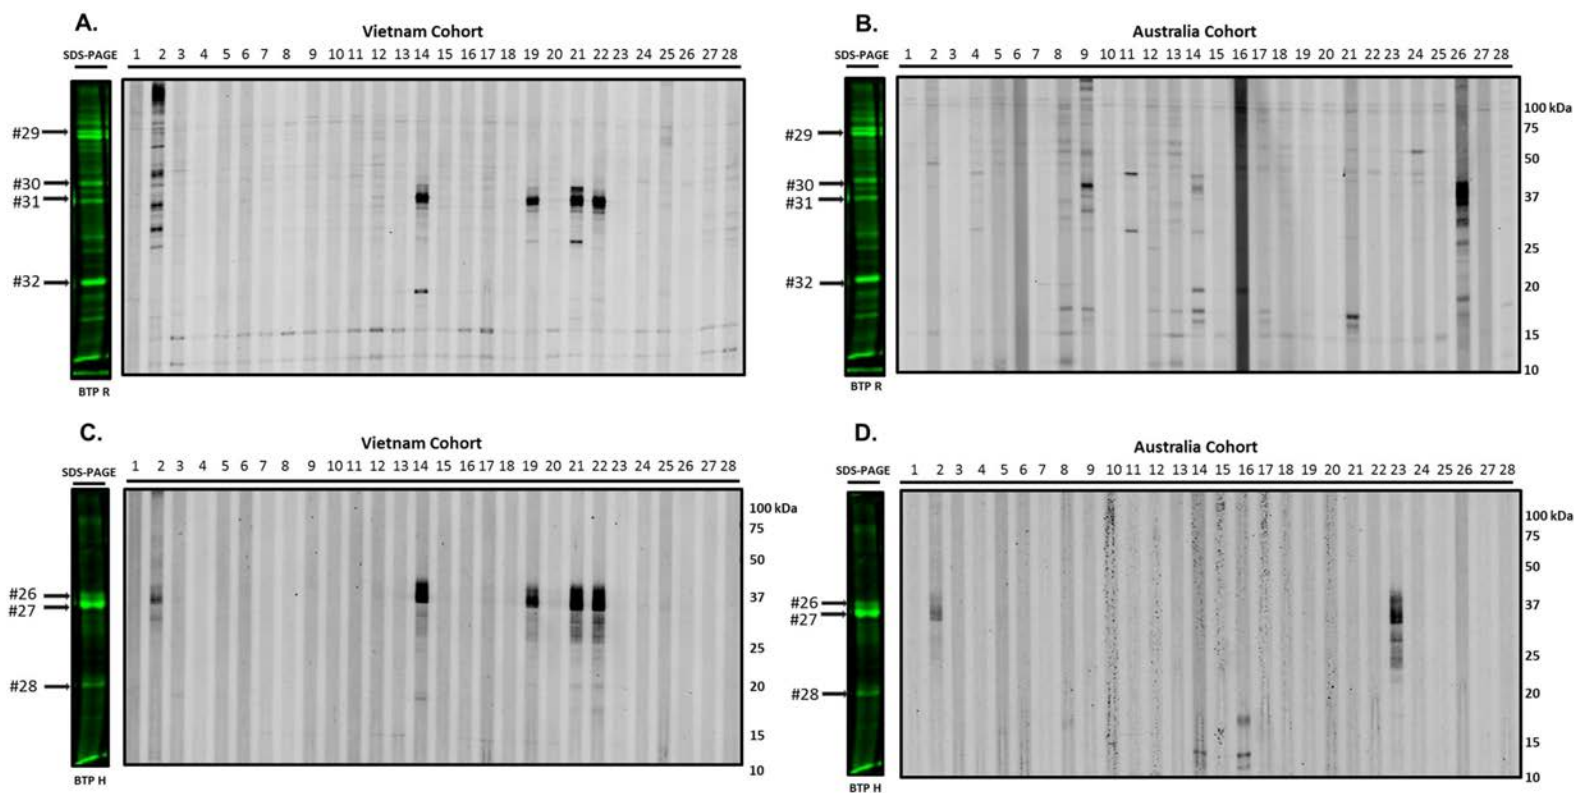 A.
Vietnam Cohort
SDS-PAGE 1 2 3 4 5 6 7 8 9 10 11 12 13 14 15 16 17 18 19 20 21 22 23 24 25 26 27 28
#29
#30
#31
#32
BTP R
B.
Australia Cohort
SDS-PAGE 1 2 3 4 5 6 7 8 9 10 11 12 13 14 15 16 17 18 19 20 21 22 23 24 25 26 27 28
#29
#30
#31
#32
100 kDa
75
50
37
25
20
15
10
BTP R
C.
Vietnam Cohort
SDS-PAGE 1 2 3 4 5 6 7 8 9 10 11 12 13 14 15 16 17 18 19 20 21 22 23 24 25 26 27 28
#26
#27
#28
100 kDa
75
50
37
25
20
15
10
BTP H
D.
Australia Cohort
SDS-PAGE 1 2 3 4 5 6 7 8 9 10 11 12 13 14 15 16 17 18 19 20 21 22 23 24 25 26 27 28
#26
#27
#28
100 kDa
75
50
37
25
20
15
10
BTP H